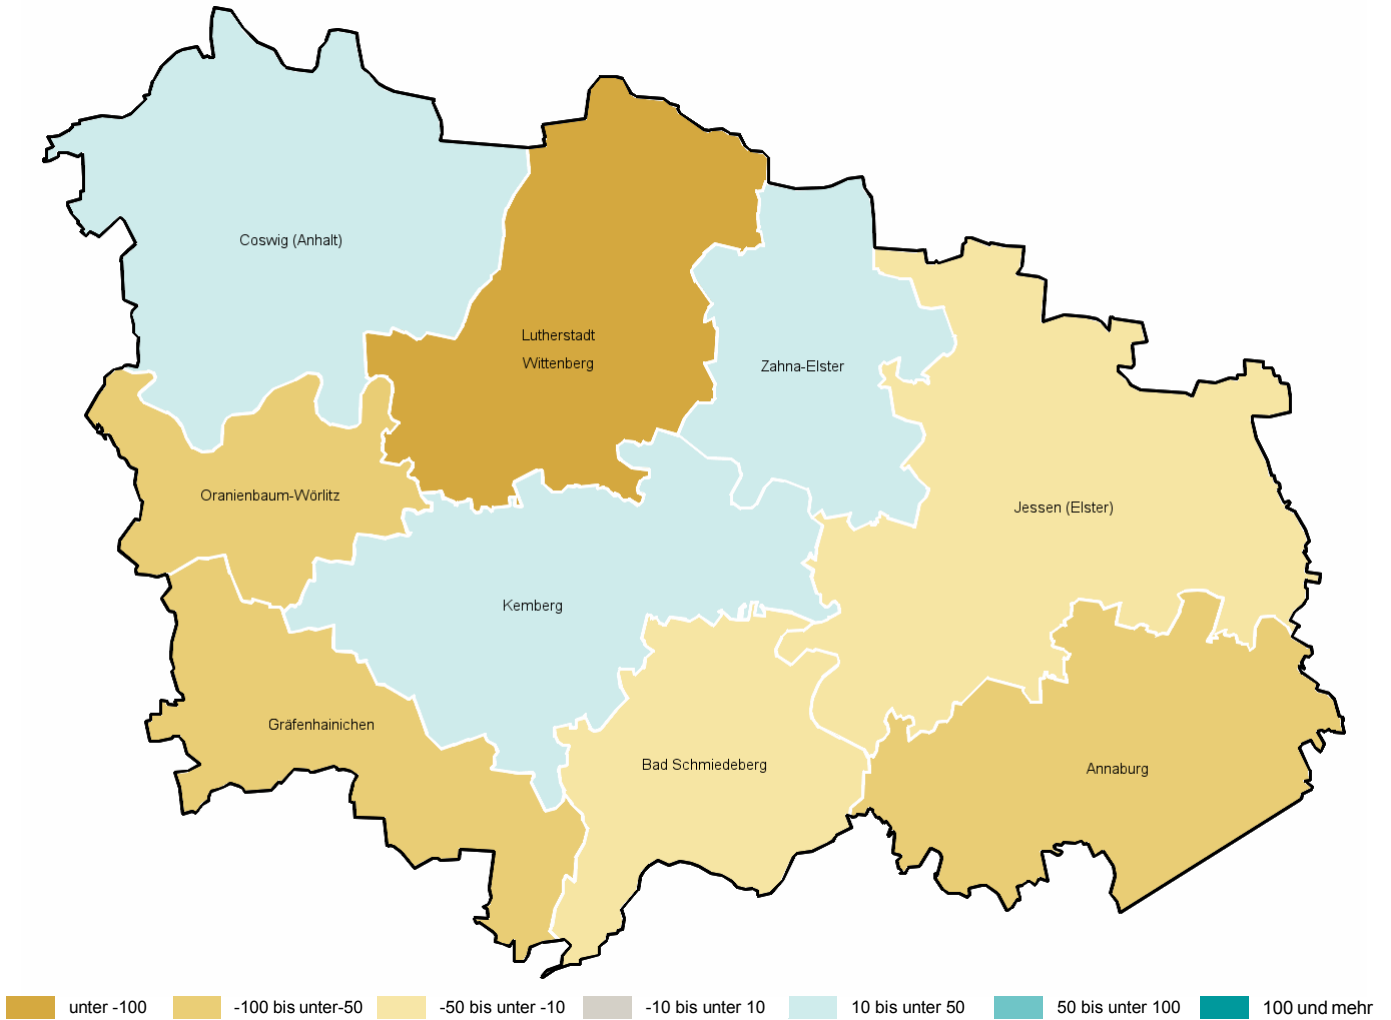 Coswig (Anhalt)
Lutherstadt
Wittenberg
Zahna-Elster
Oranienbaum-Wörlitz
Jessen (Elster)
Kemberg
Gräfenhainichen
Bad Schmiedeberg
Annaburg
unter -100 -100 bis unter-50 -50 bis unter -10 -10 bis unter 10 10 bis unter 50 50 bis unter 100 100 und mehr